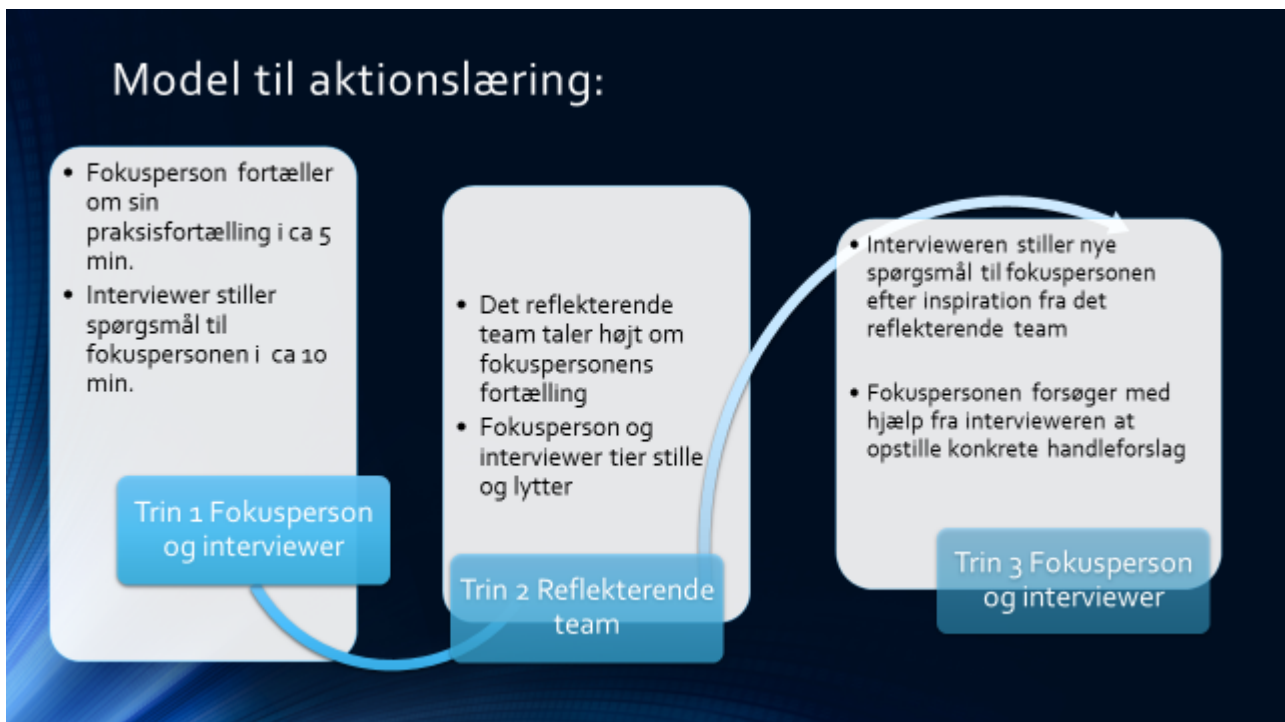 Model til aktionslæring:
• Fokusperson fortæller
om sin
praksisfortælling i ca 5
min.
• Interviewer stiller
spørgsmål til
fokuspersonen i ca 10
min.
Trin 1 Fokusperson
og interviewer
• Det reflekterende
team taler højt om
fokuspersonens
fortælling
• Fokusperson og
interviewer tier stille
og lytter
Trin 2 Reflekterende
team
• Intervieweren stiller nye
spørgsmål til fokuspersonen
efter inspiration fra det
reflekterende team
• Fokuspersonen forsøger med
hjælp fra intervieweren at
opstille konkrete handleforslag
Trin 3 Fokusperson
og interviewer